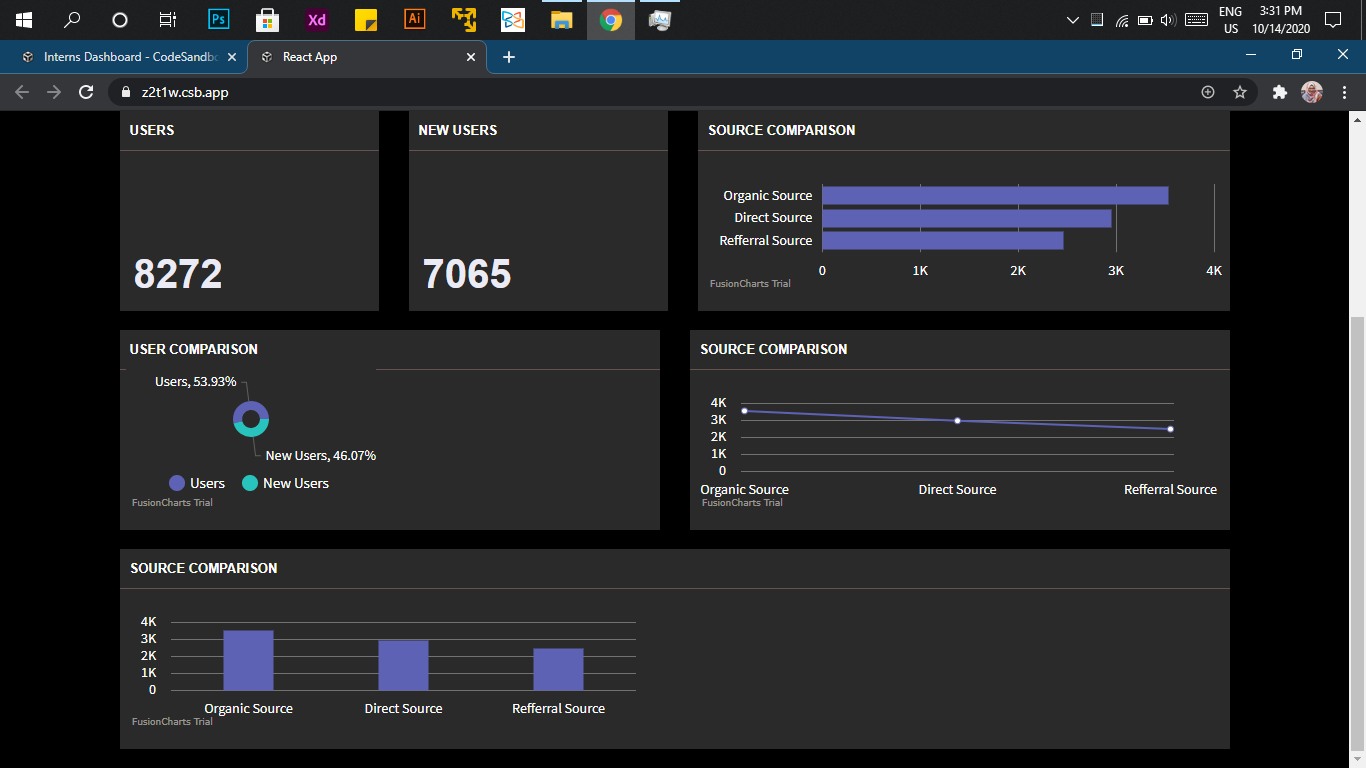 Ps
Xd
Ai
ENG
US
3:31 PM
10/14/2020
Interns Dashboard - CodeSandbo
React App
z2t1w.csb.app
USERS
8272
NEW USERS
7065
SOURCE COMPARISON
Organic Source
Direct Source
Refferral Source
0 1K 2K 3K 4K
FusionCharts Trial
USER COMPARISON
Users, 53.93%
New Users, 46.07%
Users New Users
FusionCharts Trial
SOURCE COMPARISON
4K
3K
2K
1K
0
Organic Source Direct Source Refferral Source
FusionCharts Trial
SOURCE COMPARISON
4K
3K
2K
1K
0
Organic Source Direct Source Refferral Source
FusionCharts Trial